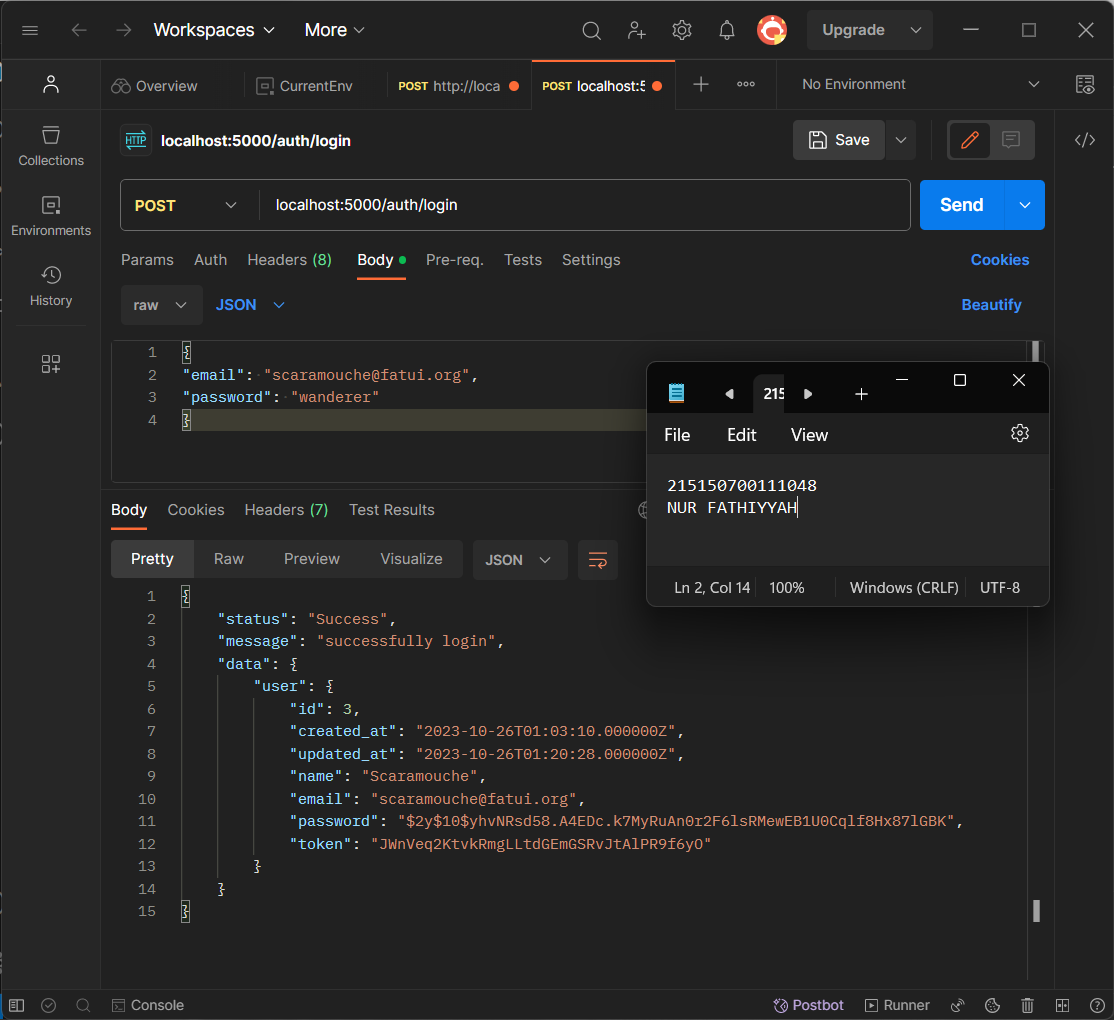 Workspaces More Upgrade
Overview CurrentEnv POST http://loca POST localhost:5 No Environment
HTTP localhost:5000/auth/login Save
Collections
Environments
History
POST localhost:5000/auth/login Send
Params Auth Headers (8) Body Pre-req. Tests Settings Cookies
raw JSON Beautify
1 {
2 "email": "scaramouche@fatui.org",
3 "password": "wanderer"
4 }
215
File Edit View
215150700111048
NUR FATHIYYAH
Ln 2, Col 14 100% Windows (CRLF) UTF-8
Body Cookies Headers (7) Test Results
Pretty Raw Preview Visualize JSON
1 {
2 "status": "Success",
3 "message": "successfully login",
4 "data": {
5 "user": {
6 "id": 3,
7 "created_at": "2023-10-26T01:03:10.000000Z",
8 "updated_at": "2023-10-26T01:20:28.000000Z",
9 "name": "Scaramouche",
10 "email": "scaramouche@fatui.org",
11 "password": "$2y$10$yhvNRsd58.A4EDc.k7MyRuAn0r2F6lsRMewEB1U0Cqlf8Hx87lGBK",
12 "token": "JWnVeq2KtvkRmgLLtdGEmGSRvJtAlPR9f6yO"
13 }
14 }
15 }
Console Postbot Runner